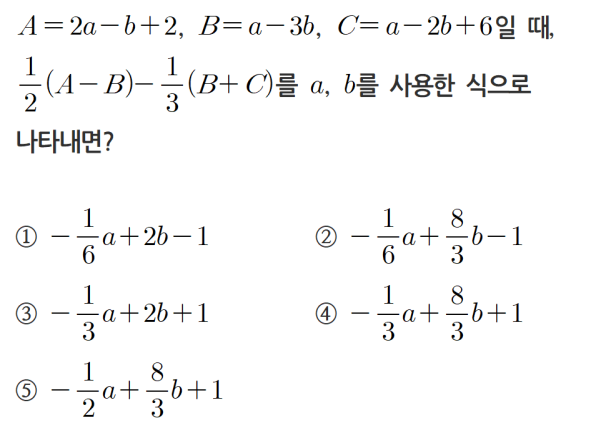 A=2a-b+2, B=a-3b, C=a-2b+6일 때,
\frac{1}{2}(A-B)-\frac{1}{3}(B+C)를 a, b를 사용한 식으로
나타내면?
① -\frac{1}{6}a+2b-1 ② -\frac{1}{6}a+\frac{8}{3}b-1
③ -\frac{1}{3}a+2b+1 ④ -\frac{1}{3}a+\frac{8}{3}b+1
⑤ -\frac{1}{2}a+\frac{8}{3}b+1